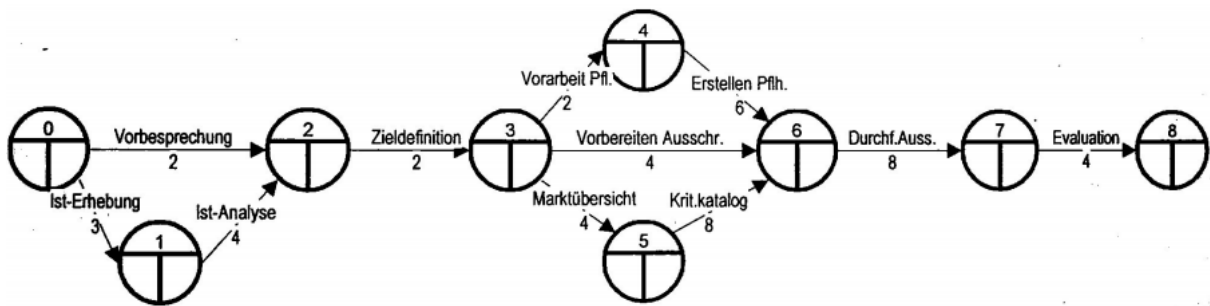 4
Vorarbeit Pfl.
2
Erstellen Pflh.
6
0
Vorbesprechung
2
2
Zieldefinition
2
3
Vorbereiten Ausschr.
4
6
Durchf.Auss.
8
7
Evaluation
4
8
Ist-Erhebung
3
Ist-Analyse
4
Marktübersicht
4
Krit.katalog
8
1
5